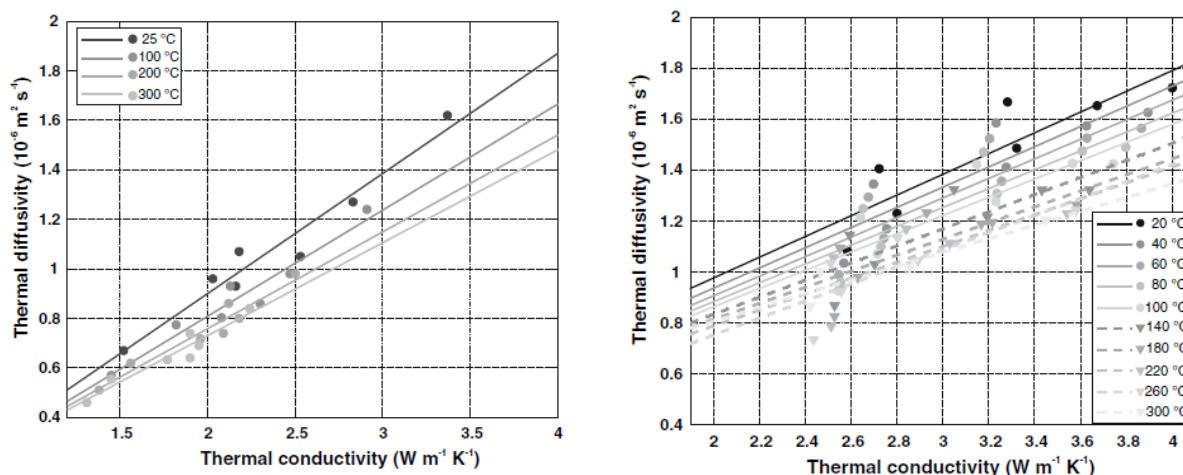 2
1.8
1.6
1.4
1.2
1
0.8
0.6
0.4
Thermal diffusivity (10⁻⁶ m² s⁻¹)
25 °C
100 °C
200 °C
300 °C
1.5 2 2.5 3 3.5 4
Thermal conductivity (W m⁻¹ K⁻¹)
2
1.8
1.6
1.4
1.2
1
0.8
0.6
0.4
Thermal diffusivity (10⁻⁶ m² s⁻¹)
20 °C
40 °C
60 °C
80 °C
100 °C
140 °C
180 °C
220 °C
260 °C
300 °C
2 2.2 2.4 2.6 2.8 3 3.2 3.4 3.6 3.8 4
Thermal conductivity (W m⁻¹ K⁻¹)